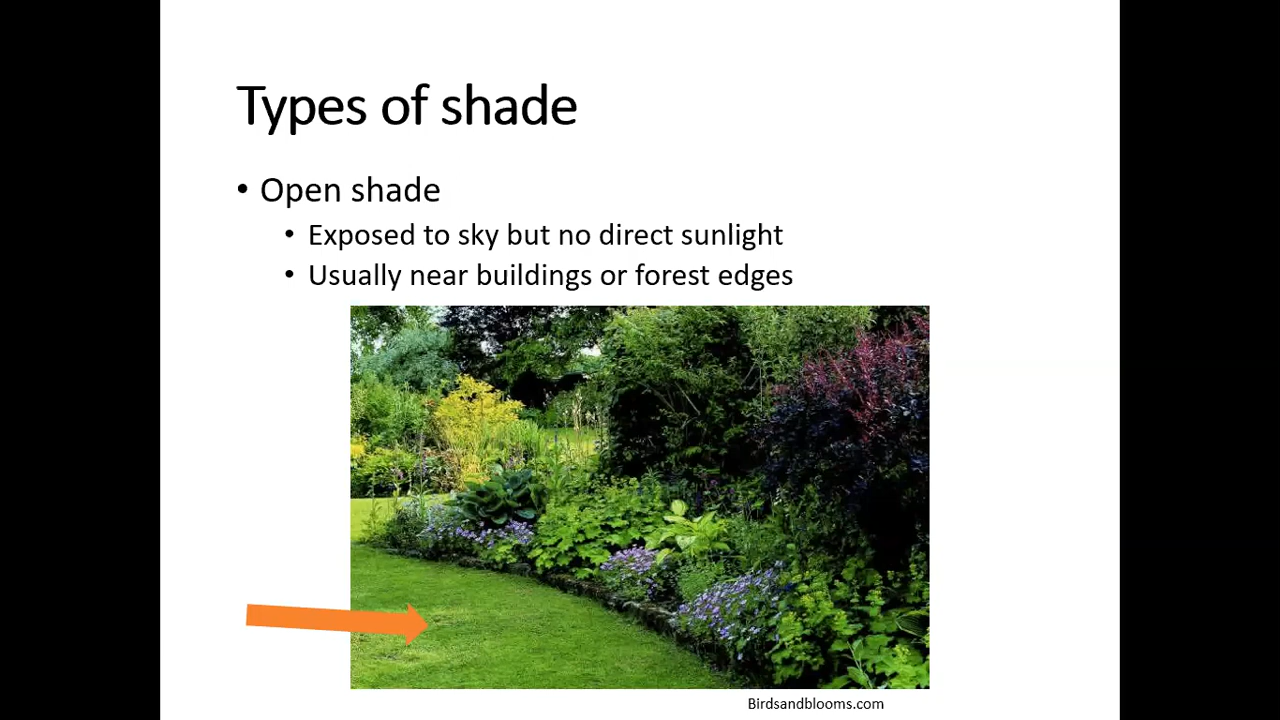 Types of shade
• Open shade
• Exposed to sky but no direct sunlight
• Usually near buildings or forest edges
Birdsandblooms.com